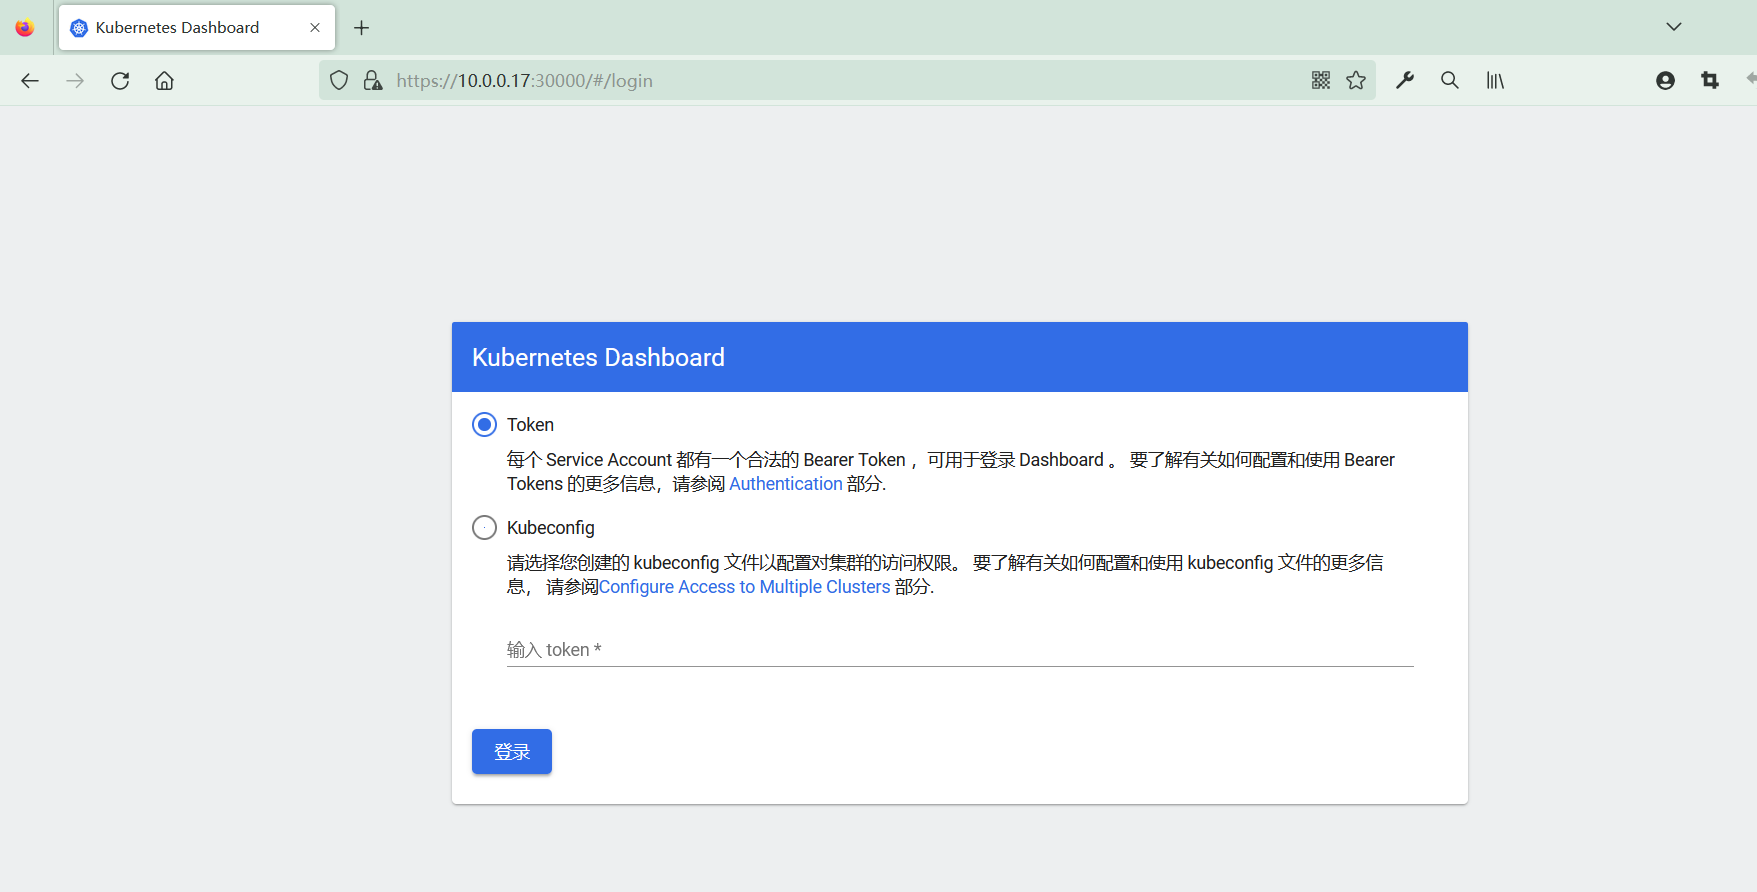 Kubernetes Dashboard
https://10.0.0.17:30000/#/login
Kubernetes Dashboard
Token
每个 Service Account 都有一个合法的 Bearer Token ，可用于登录 Dashboard 。 要了解有关如何配置和使用 Bearer
Tokens 的更多信息，请参阅 Authentication 部分.
Kubeconfig
请选择您创建的 kubeconfig 文件以配置对集群的访问权限。 要了解有关如何配置和使用 kubeconfig 文件的更多信
息， 请参阅Configure Access to Multiple Clusters 部分.
输入 token *
登录